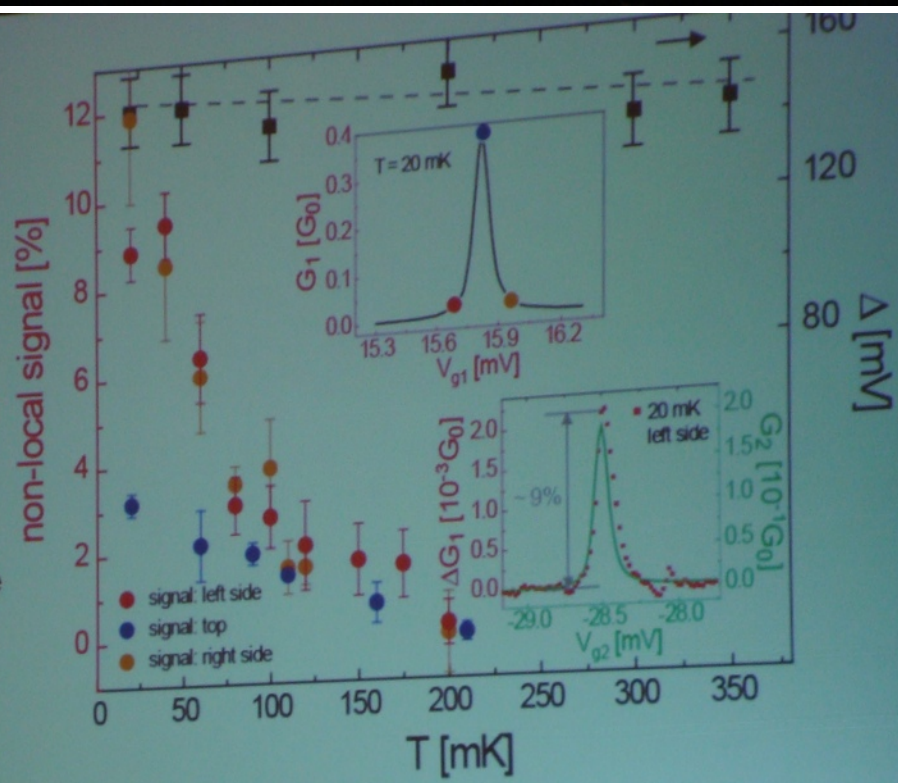 non-local signal [%]
12
10
8
6
4
2
0
160
120
80
Δ [mV]
0
50
100
150
200
250
300
350
T [mK]
signal: left side
signal: top
signal: right side
T = 20 mK
G₁ [G₀]
0.4
0.3
0.2
0.1
0.0
15.3
15.6
15.9
16.2
Vg1 [mV]
20 mK
left side
~9%
ΔG₁ [10⁻³G₀]
2.0
1.5
1.0
0.5
0.0
G₂ [10⁻¹G₀]
2.0
1.5
1.0
0.5
0.0
-29.0
-28.5
-28.0
Vg2 [mV]